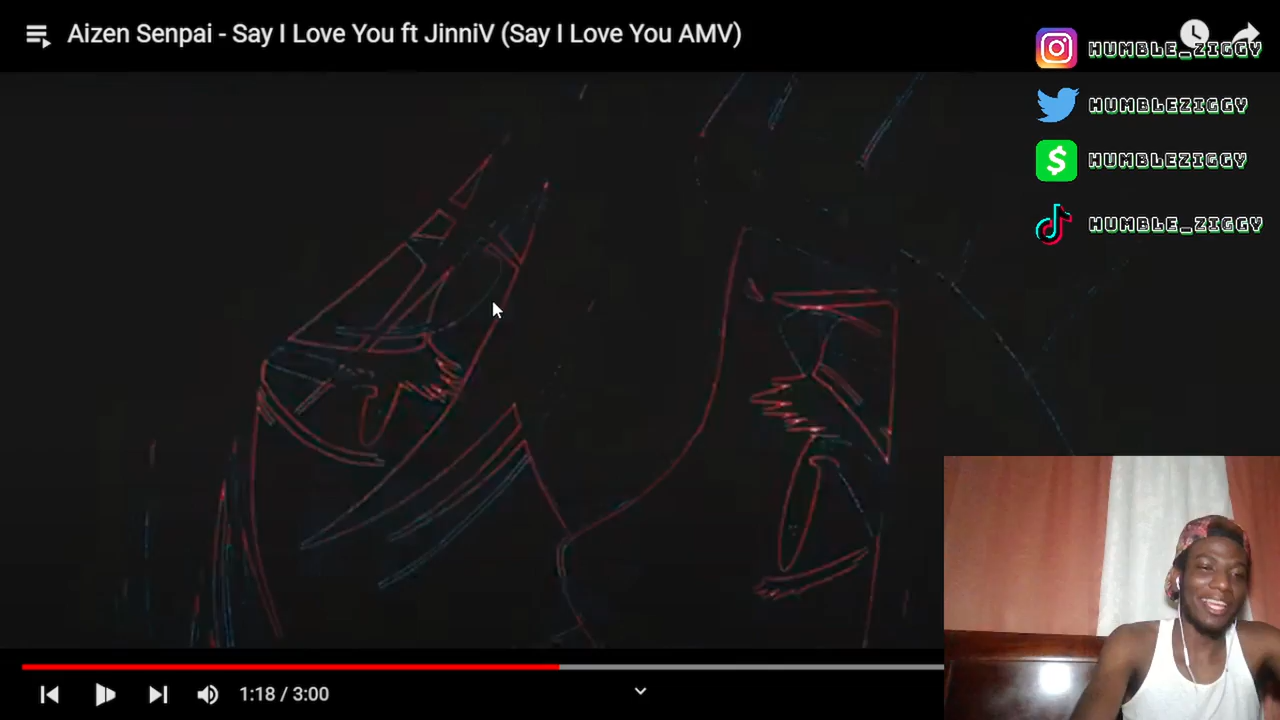 Aizen Senpai - Say I Love You ft JinniV (Say I Love You AMV)
HUMBLE_ZIGGY
HUMBLEZIGGY
HUMBLEZIGGY
HUMBLE_ZIGGY
1:18 / 3:00